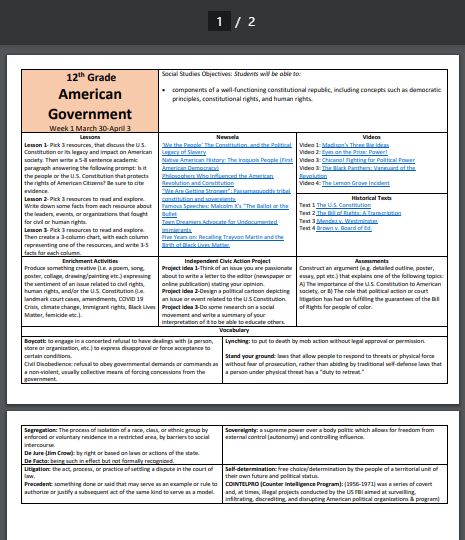 1 / 2
12th Grade
American
Government
Week 1 March 30-April 3
Social Studies Objectives: Students will be able to:
• components of a well-functioning constitutional republic, including concepts such as democratic
principles, constitutional rights, and human rights.
Lessons
Lesson 1- Pick 3 resources, that discuss the U.S.
Constitution or its legacy and impact on American
society. Then write a 5-8 sentence academic
paragraph answering the following prompt: Is it
the people or the U.S. Constitution that protects
the rights of American Citizens? Be sure to cite
evidence.
Lesson 2- Pick 3 resources to read and explore.
Write down some facts from each resource about
the leaders, events, or organizations that fought
for civil or human rights.
Lesson 3- Pick 3 resources to read and explore.
Then create a 3-column chart, with each column
representing one of the resources, and write 3-5
facts for each column.
Newsela
'We the People' The Constitution, and the Political
Legacy of Slavery
Native American History: The Iroquois People (First
American Democracy)
Philosophers Who Influenced the American
Revolution and Constitution
"We Are Getting Stronger": Passamaquoddy tribal
constitution and sovereignty
Famous Speeches: Malcolm X's "The Ballot or the
Bullet
Teen Dreamers Advocate for Undocumented
Immigrants
Five Years on: Recalling Trayvon Martin and the
Birth of Black Lives Matter
Videos
Video 1: Madison's Three Big Ideas
Video 2: Eyes on the Prize: Power!
Video 3: Chicano! Fighting for Political Power
Video 3: The Black Panthers: Vanguard of the
Revolution
Video 4: The Lemon Grove Incident
Historical Texts
Text 1 The U.S. Constitution
Text 2 The Bill of Rights: A Transcription
Text 3 Mendez v. Westminster
Text 4 Brown v. Board of Ed.
Enrichment Activities
Produce something creative (i.e. a poem, song,
poster, collage, drawing/painting etc.) expressing
the sentiment of an issue related to civil rights,
human rights, and/or the U.S. Constitution (i.e.
landmark court cases, amendments, COVID 19
Crisis, climate change, immigrant rights, Black Lives
Matter, femicide etc.).
Independent Civic Action Project
Project idea 1-Think of an issue you are passionate
about to write a letter to the editor (newspaper or
online publication) stating your opinion.
Project idea 2-Design a political cartoon depicting
an issue or event related to the U.S Constitution.
Project idea 3-Do some research on a social
movement and write a summary of your
interpretation of it to be able to educate others.
Assessments
Construct an argument (e.g. detailed outline, poster,
essay, ppt etc.) that explains one of the following topics:
A) The importance of the U.S. Constitution to American
society, or B) The role that political action or court
litigation has had on fulfilling the guarantees of the Bill
of Rights for people of color.
Vocabulary
Boycott: to engage in a concerted refusal to have dealings with (a person,
store or organization, etc.) to express disapproval or force acceptance to
certain conditions.
Civil Disobedience: refusal to obey governmental demands or commands as
a non-violent, usually collective means of forcing concessions from the
government.
Lynching: to put to death by mob action without legal approval or permission.
Stand your ground: laws that allow people to respond to threats or physical force
without fear of prosecution, rather than abiding by traditional self-defense laws that
a person under physical threat has a "duty to retreat."
Segregation: The process of isolation of a race, class, or ethnic group by
enforced or voluntary residence in a restricted area, by barriers to social
intercourse.
De Jure (Jim Crow): by right or based on laws or actions of the state.
De Facto: being such in effect but not formally recognized.
Sovereignty: a supreme power over a body politic which allows for freedom from
external control (autonomy) and controlling influence.
Litigation: the act, process, or practice of settling a dispute in the court of
law.
Precedent: something done or said that may serve as an example or rule to
authorize or justify a subsequent act of the same kind to serve as a model.
Self-determination: free choice/determination by the people of a territorial unit of
their own future and political status.
COINTELPRO (Counter Intelligence Program): (1956-1971) was a series of covert
and, at times, illegal projects conducted by the US FBI aimed at surveilling,
infiltrating, discrediting, and disrupting American political organizations & program)